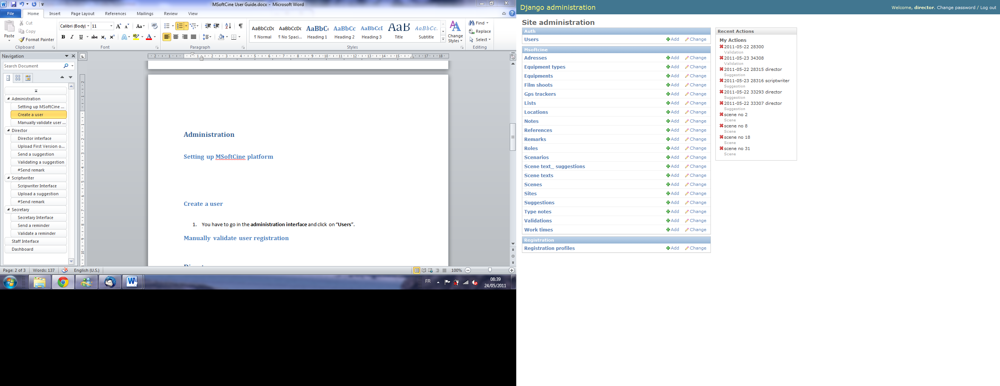 MSoftCine User Guide.docx - Microsoft Word
File Home Insert Page Layout References Mailings Review View
Paste
Cut
Copy
Format Painter
Clipboard
Calibri (Body) 11
Font
Paragraph
AaBbCcDc AaBbCcDc AaBbC( AaBbCc AaBbCcI AaB AaBbCc.
¶ Normal ¶ No Spaci... Heading 1 Heading 2 Heading 3 Title Subtitle
Change Styles
Styles
Find
Replace
Select
Editing
Navigation
Search Document
Administration
Setting up MSoftCine ...
Create a user
Manually validate user ...
Director
Director interface
Upload First Version o...
Send a suggestion
Validating a suggestion
#Send remark
Scriptwriter
Scripwriter Interface
Upload a suggestion
#Send remark
Secretary
Secretary Interface
Send a reminder
Validate a reminder
Staff Interface
Dashboard
Administration
Setting up MSoftCine platform
Create a user
1. You have to go in the administration interface and click on “Users”.
Manually validate user registration
Page: 2 of 3 Words: 137 English (U.S.) 100%
FR 08:39
24/05/2011
Django administration
Welcome, director. Change password / Log out
Site administration
Auth
Users Add Change
Msoftcine
Adresses Add Change
Equipment types Add Change
Equipments Add Change
Film shoots Add Change
Gps trackers Add Change
Lists Add Change
Locations Add Change
Notes Add Change
References Add Change
Remarks Add Change
Roles Add Change
Scenarios Add Change
Scene text_ suggestions Add Change
Scene texts Add Change
Scenes Add Change
Sites Add Change
Suggestions Add Change
Type notes Add Change
Validations Add Change
Work times Add Change
Registration
Registration profiles Add Change
Recent Actions
My Actions
2011-05-22 28300
Validation
2011-05-23 34308
Validation
2011-05-22 28315 director
Suggestion
2011-05-23 28316 scriptwriter
Suggestion
2011-05-22 33293 director
Suggestion
2011-05-22 33307 director
Suggestion
scene no 2
Scene
scene no 8
Scene
scene no 18
Scene
scene no 31
Scene